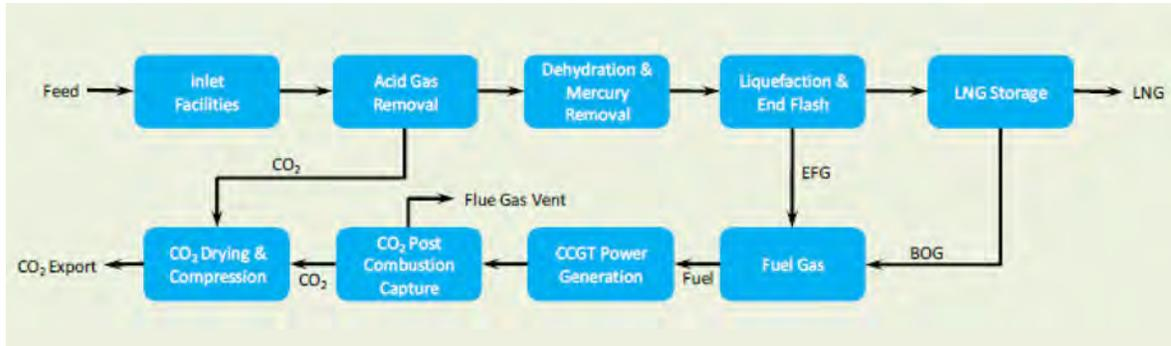 Feed
Inlet
Facilities
Acid Gas
Removal
Dehydration &
Mercury
Removal
Liquefaction &
End Flash
LNG Storage
LNG
CO₂
EFG
Flue Gas Vent
CO₂ Export
CO₂ Drying &
Compression
CO₂
CO₂ Post
Combustion
Capture
CCGT Power
Generation
Fuel
Fuel Gas
BOG